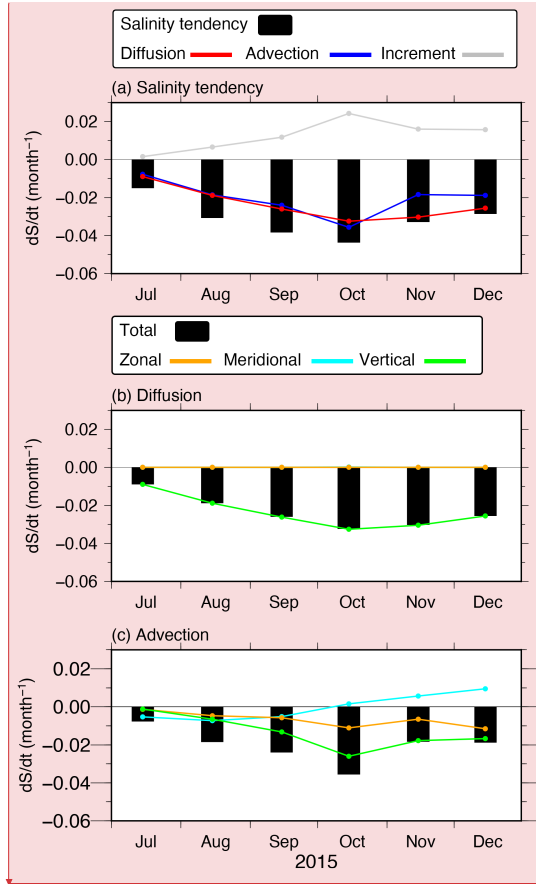 Salinity tendency
Diffusion Advection Increment
(a) Salinity tendency
0.02
0.00
−0.02
−0.04
−0.06
dS/dt (month⁻¹)
Jul Aug Sep Oct Nov Dec
Total
Zonal Meridional Vertical
(b) Diffusion
0.02
0.00
−0.02
−0.04
−0.06
dS/dt (month⁻¹)
Jul Aug Sep Oct Nov Dec
(c) Advection
0.02
0.00
−0.02
−0.04
−0.06
dS/dt (month⁻¹)
Jul Aug Sep Oct Nov Dec
2015